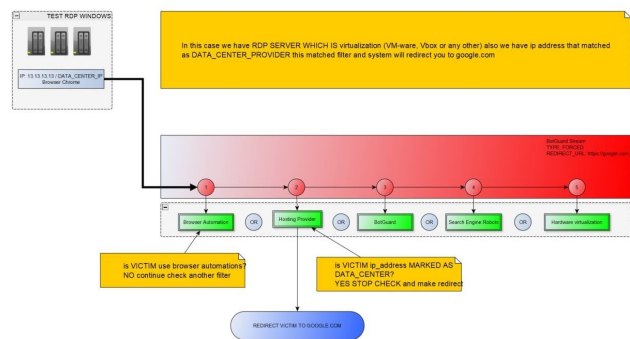 TEST RDP WINDOWS
IP: 13.13.13.13 / DATA_CENTER_IP
Browser Chrome
In this case we have RDP SERVER WHICH IS virtualization (VM-ware, Vbox or any other) also we have ip address that matched
as DATA_CENTER_PROVIDER this matched filter and system will redirect you to google.com
BotGuard Stream
TYPE: FORCED
REDIRECT_URL: https://google.com
1
2
3
4
5
Browser Automation
OR
Hosting Provider
OR
BotGuard
OR
Search Engine Robots
OR
Hardware virtualization
is VICTIM use browser automations?
NO continue check another filter
is VICTIM ip_address MARKED AS
DATA_CENTER?
YES STOP CHECK and make redirect
REDIRECT VICTIM TO GOOGLE.COM